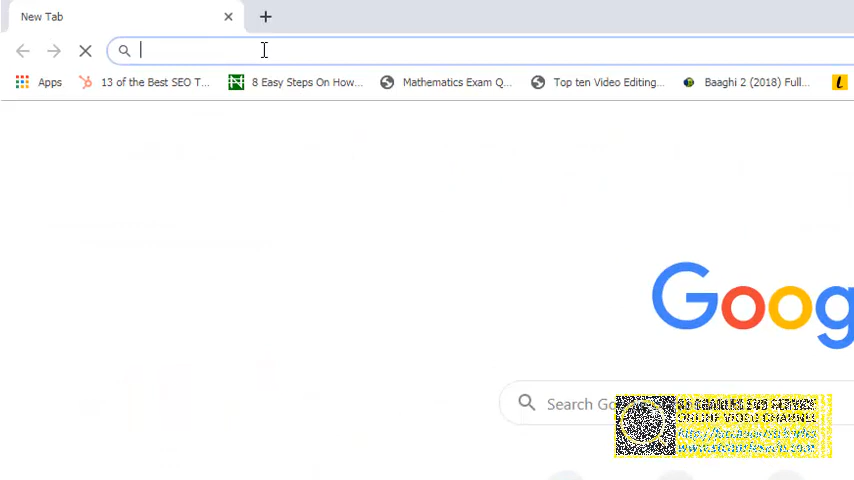 New Tab
Apps 13 of the Best SEO T... 8 Easy Steps On How... Mathematics Exam Q... Top ten Video Editing... Baaghi 2 (2018) Full...
Goog
Search Go
ONLINE VIDEO CHANNEL